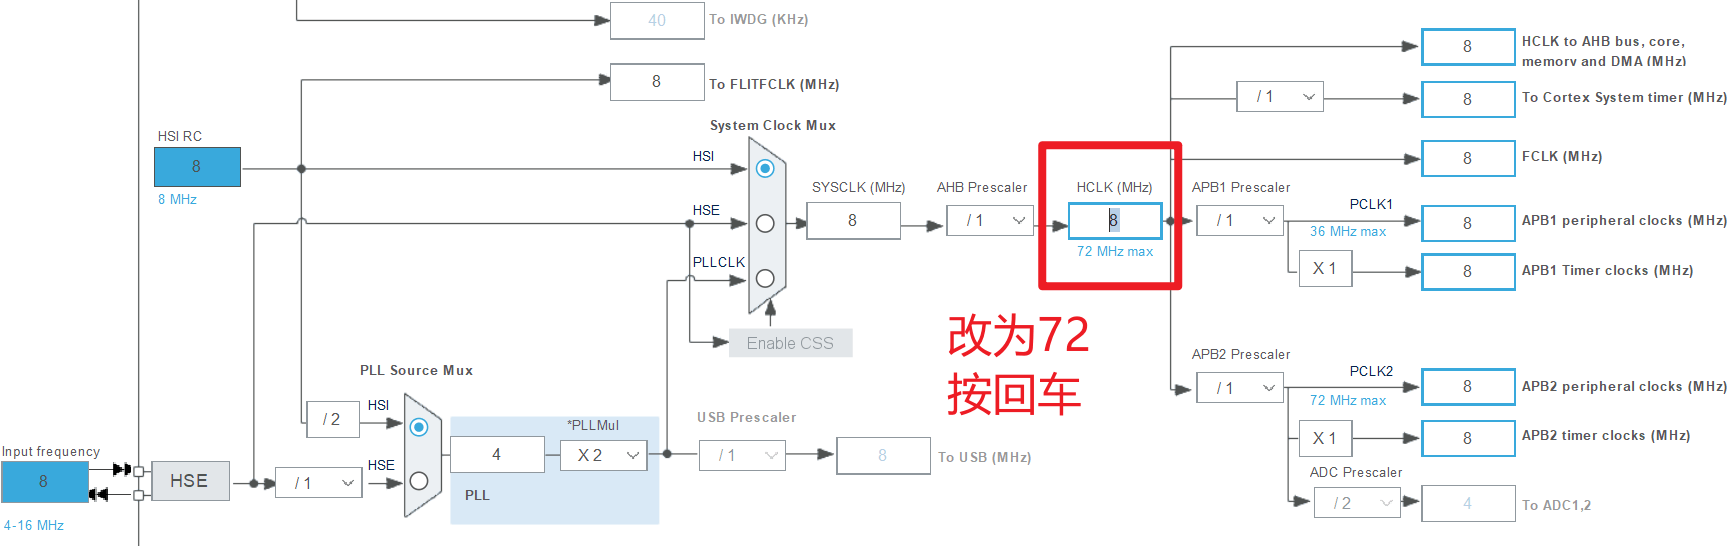 40
To IWDG (KHz)
8
To FLITFCLK (MHz)
HSI RC
8
8 MHz
System Clock Mux
HSI
HSE
PLLCLK
Enable CSS
SYSCLK (MHz)
8
AHB Prescaler
/ 1
HCLK (MHz)
8
72 MHz max
改为72
按回车
8
HCLK to AHB bus, core,
memory and DMA (MHz)
/ 1
8
To Cortex System timer (MHz)
8
FCLK (MHz)
APB1 Prescaler
/ 1
PCLK1
36 MHz max
8
APB1 peripheral clocks (MHz)
X 1
8
APB1 Timer clocks (MHz)
APB2 Prescaler
/ 1
PCLK2
72 MHz max
8
APB2 peripheral clocks (MHz)
X 1
8
APB2 timer clocks (MHz)
ADC Prescaler
/ 2
4
To ADC1,2
PLL Source Mux
/ 2
HSI
HSE
4
*PLLMul
X 2
PLL
USB Prescaler
/ 1
8
To USB (MHz)
Input frequency
8
4-16 MHz
HSE
/ 1